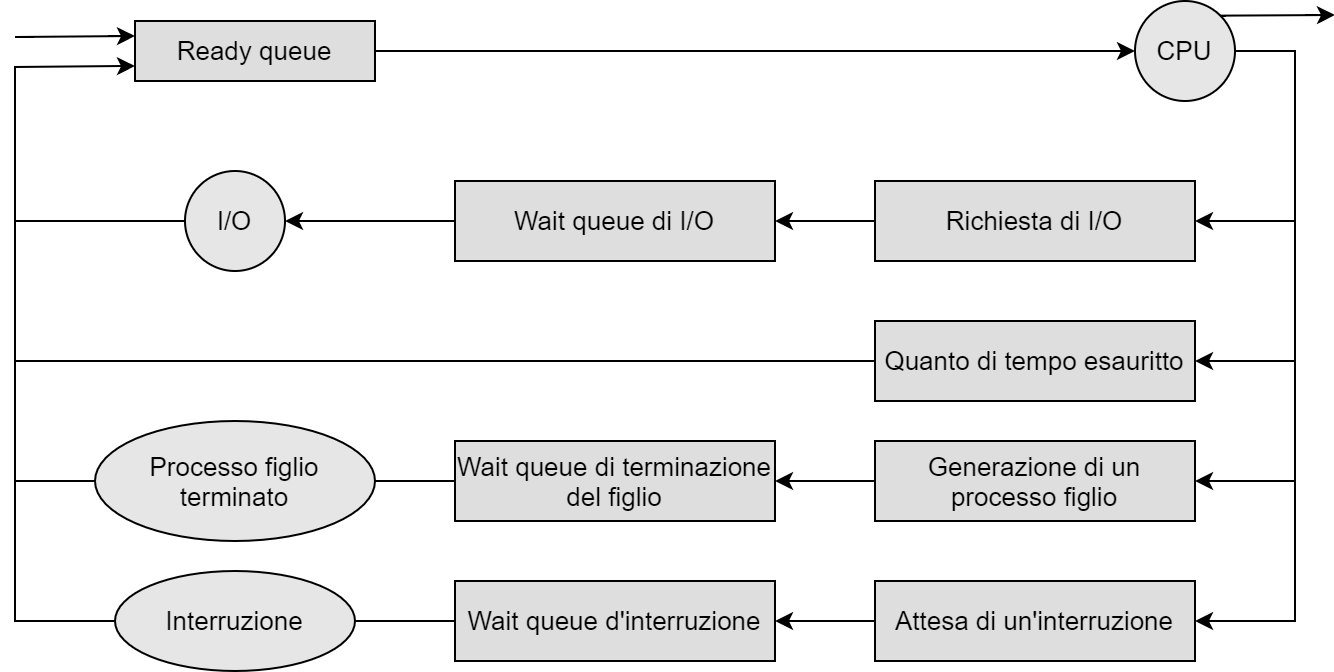 Ready queue
CPU
I/O
Wait queue di I/O
Richiesta di I/O
Quanto di tempo esauritto
Processo figlio
terminato
Wait queue di terminazione
del figlio
Generazione di un
processo figlio
Interruzione
Wait queue d'interruzione
Attesa di un'interruzione